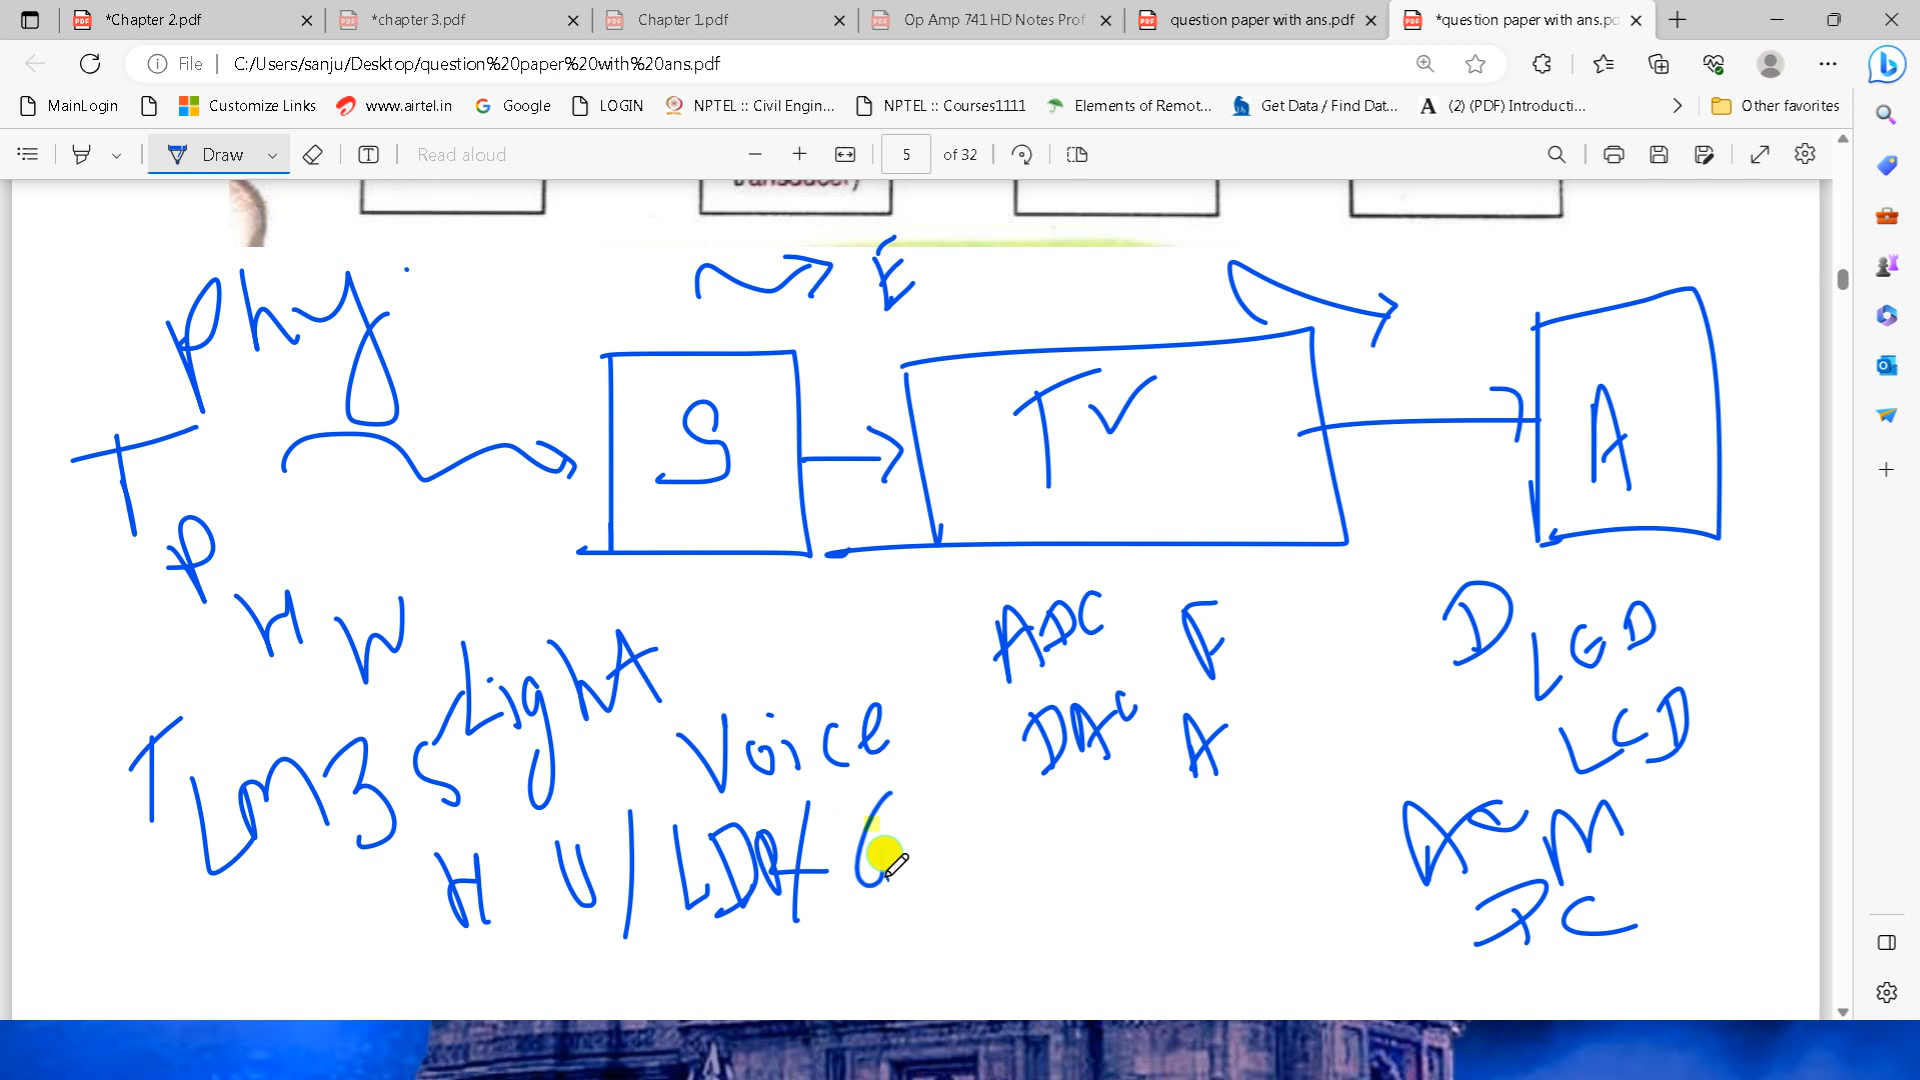 *Chapter 2.pdf
*chapter 3.pdf
Chapter 1.pdf
Op Amp 741 HD Notes Prof
question paper with ans.pdf
*question paper with ans.pd
File
C:/Users/sanju/Desktop/question%20paper%20with%20ans.pdf
MainLogin
Customize Links
www.airtel.in
Google
LOGIN
NPTEL :: Civil Engin...
NPTEL :: Courses1111
Elements of Remot...
Get Data / Find Dat...
A (2) (PDF) Introducti...
Other favorites
Draw
Read aloud
5 of 32
transducer)
phy
E
T
S
T
A
P
H
W
Light
Voice
ADC
F
D
LED
DAC
A
LCD
T
LM35
H
U/
LDR/
M
PC